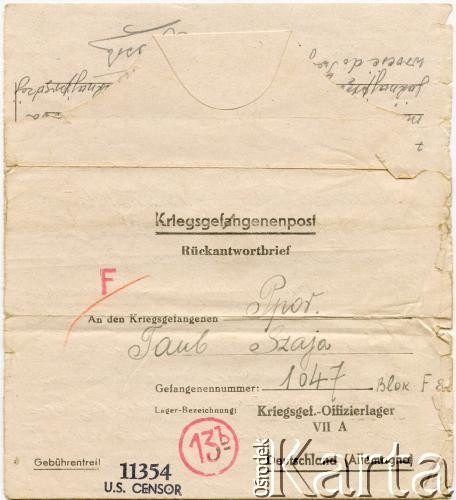 Kriegsgefangenenpost
Rückantwortbrief
F
An den Kriegsgefangenen Ppor.
Taub Szaja
Gefangenennummer: 1047 Blok F
Lager-Bezeichnung: Kriegsgef.-Offizierlager
VII A
13b
Deutschland (Allemagne)
Gebührenfrei!
11354
U.S. CENSOR
Ośrodek
Karta